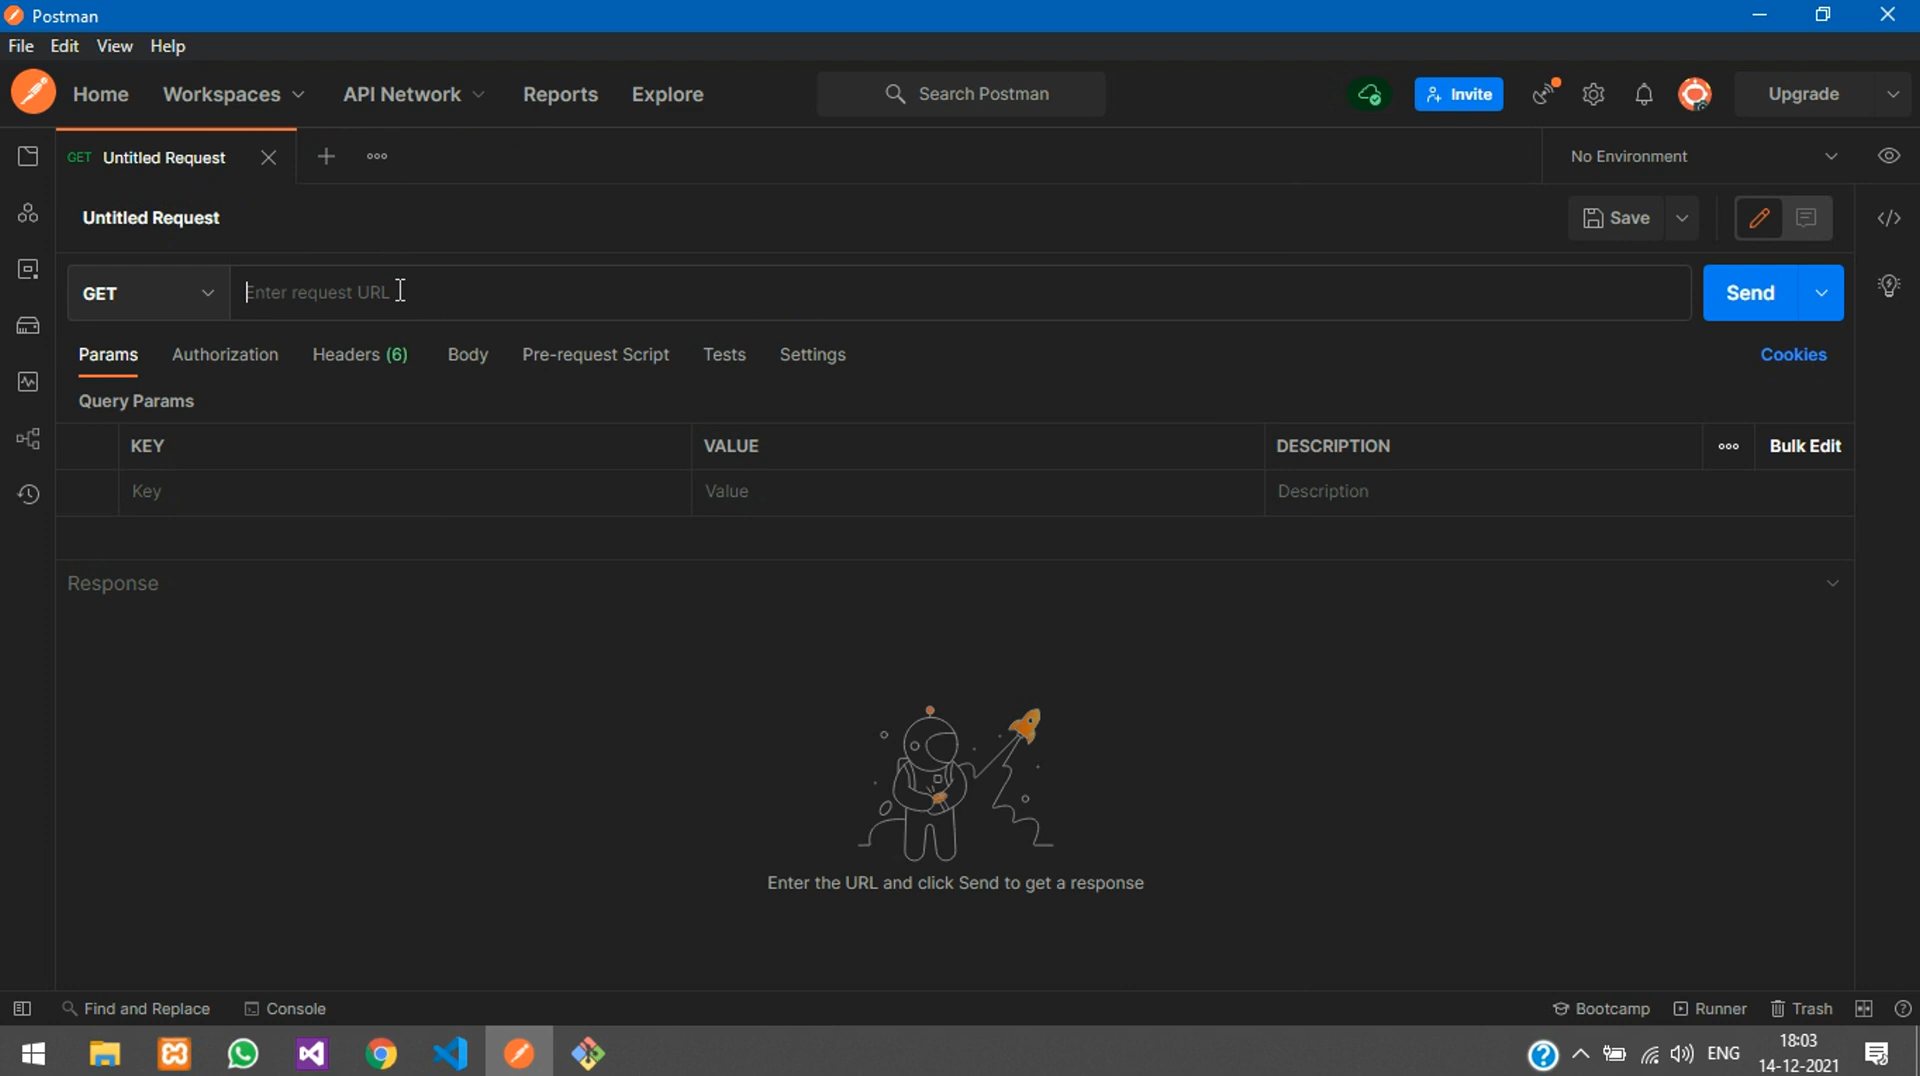 Postman
File Edit View Help
Home Workspaces API Network Reports Explore Search Postman Invite Upgrade
GET Untitled Request No Environment
Untitled Request Save
GET Enter request URL Send
Params Authorization Headers (6) Body Pre-request Script Tests Settings Cookies
Query Params
KEY VALUE DESCRIPTION Bulk Edit
Key Value Description
Response
Enter the URL and click Send to get a response
Find and Replace Console Bootcamp Runner Trash
ENG 18:03
14-12-2021